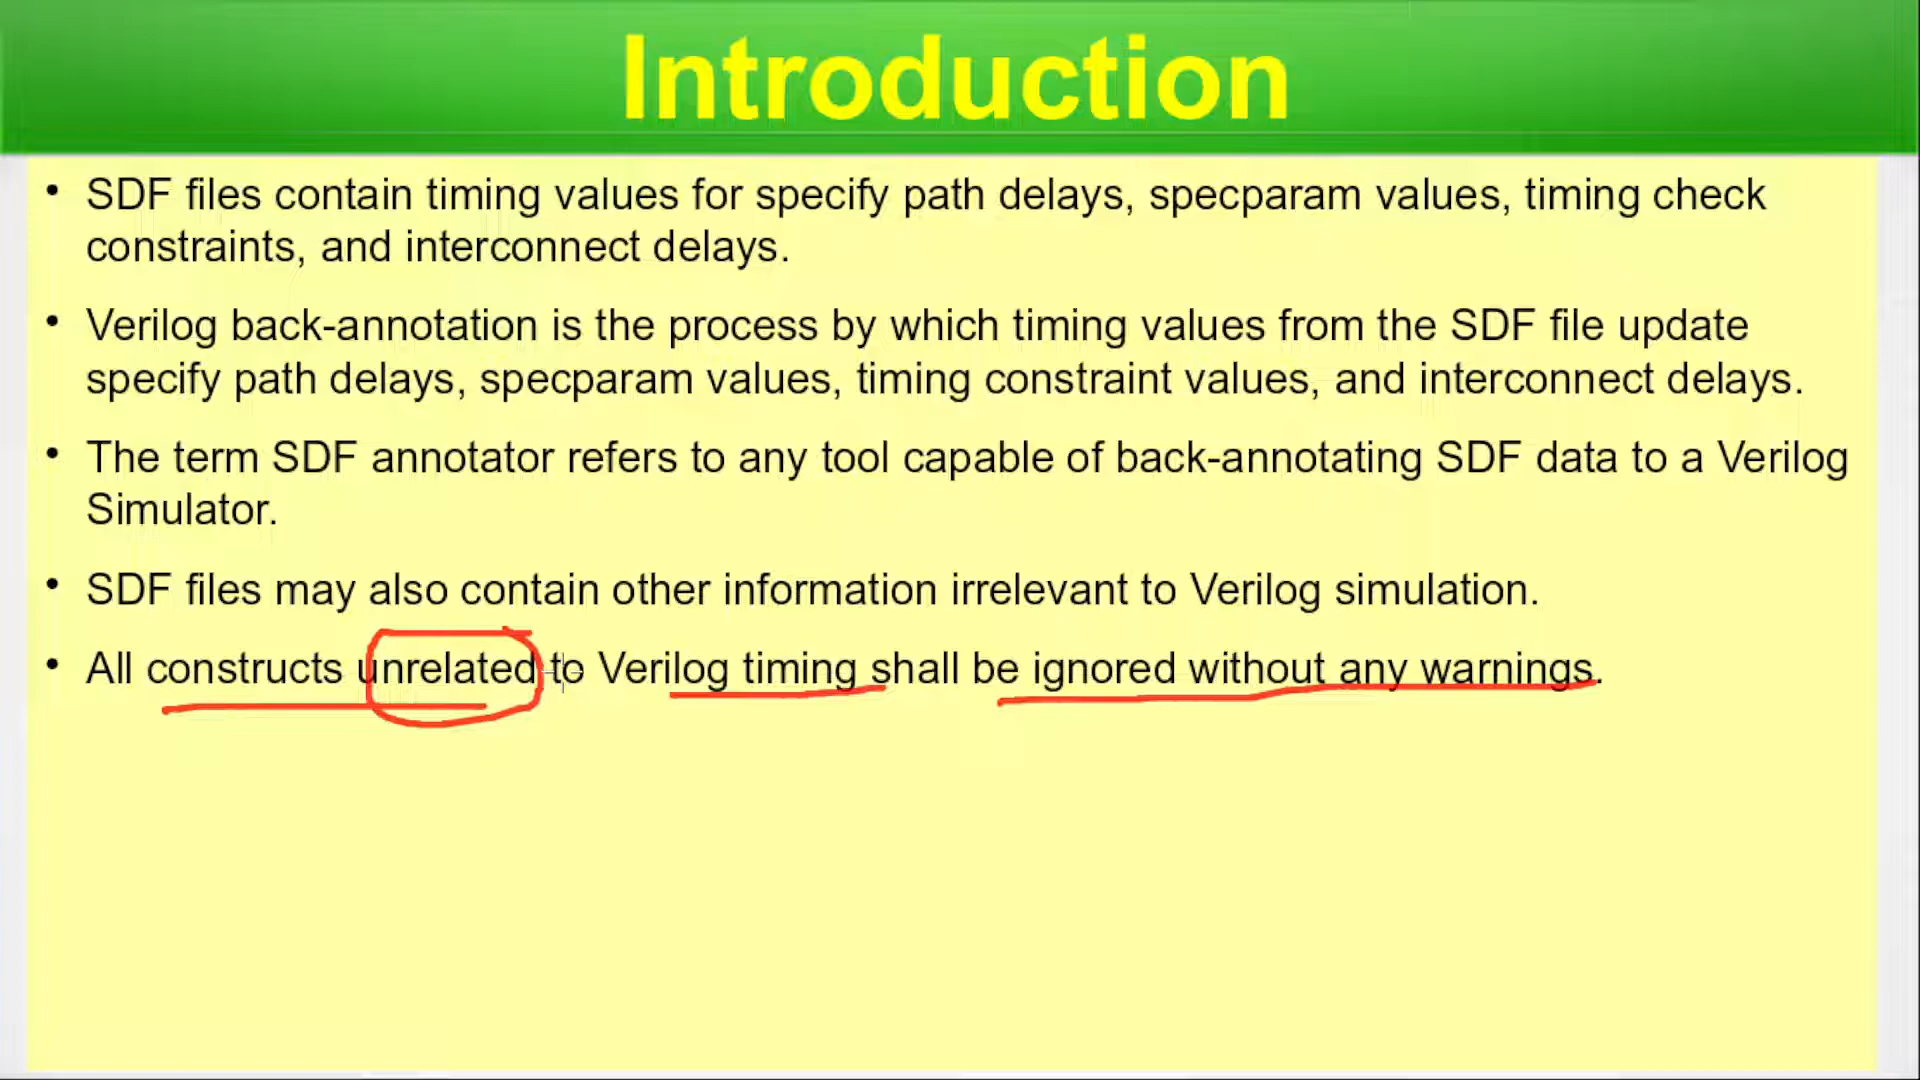 Introduction
• SDF files contain timing values for specify path delays, specparam values, timing check
constraints, and interconnect delays.
• Verilog back-annotation is the process by which timing values from the SDF file update
specify path delays, specparam values, timing constraint values, and interconnect delays.
• The term SDF annotator refers to any tool capable of back-annotating SDF data to a Verilog
Simulator.
• SDF files may also contain other information irrelevant to Verilog simulation.
• All constructs unrelated to Verilog timing shall be ignored without any warnings.